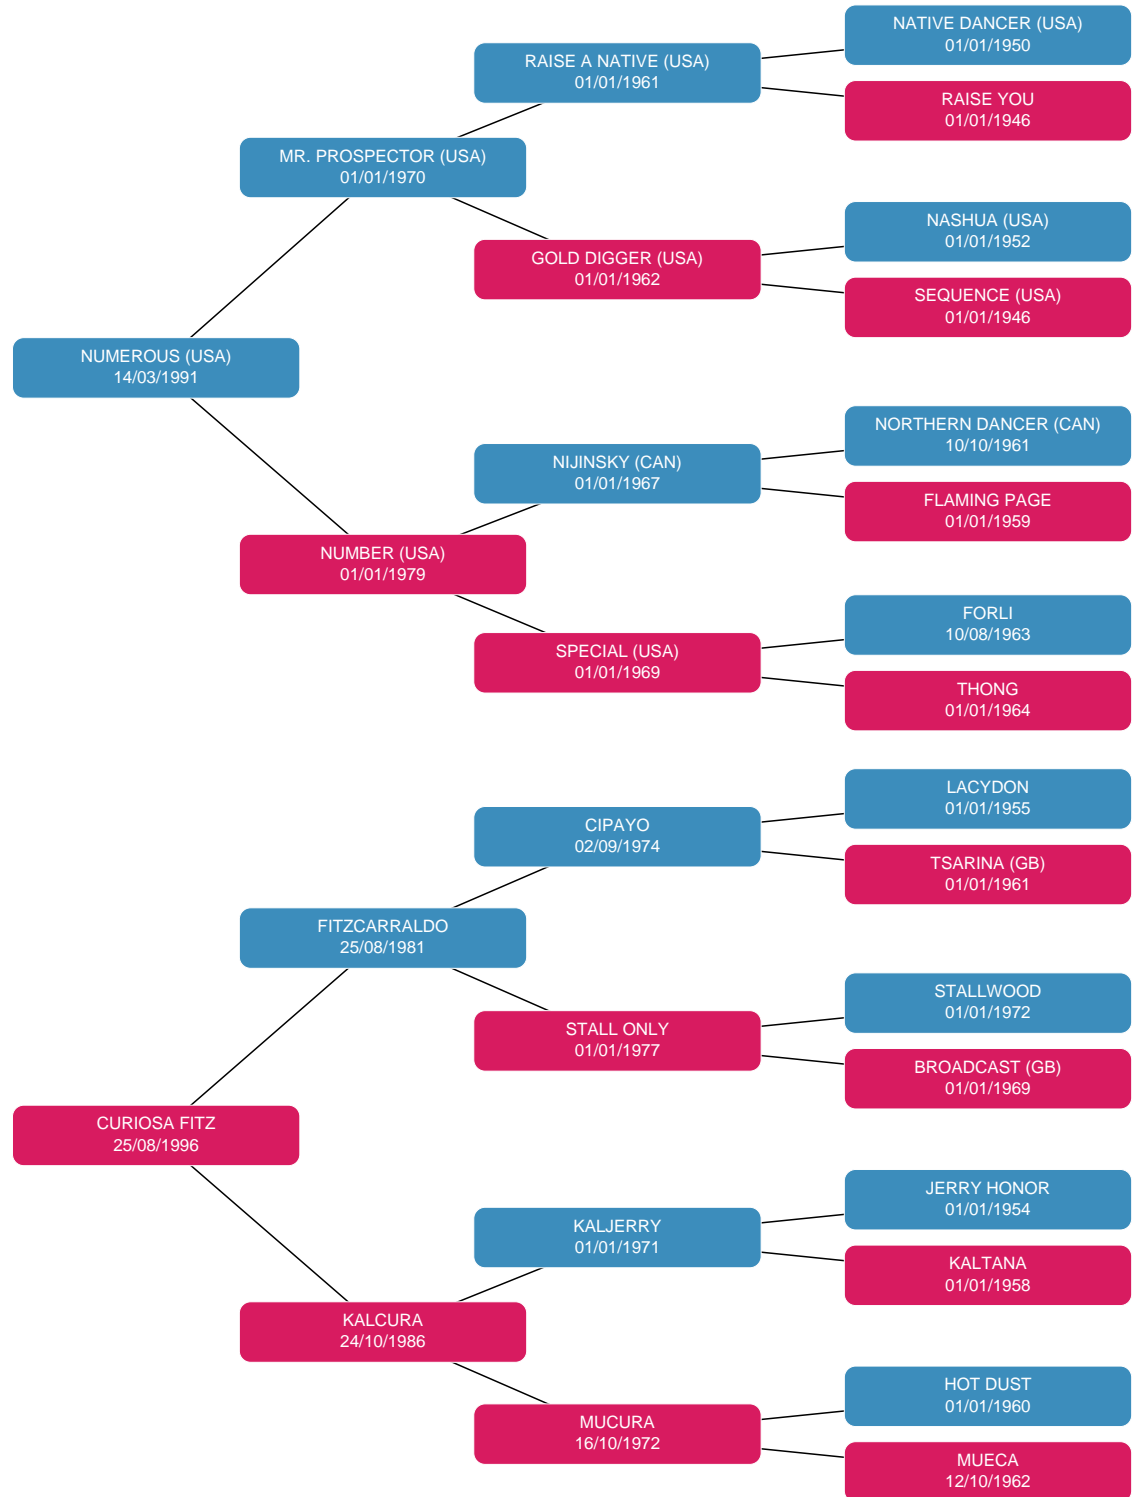 NATIVE DANCER (USA)
01/01/1950
RAISE A NATIVE (USA)
01/01/1961
RAISE YOU
01/01/1946
MR. PROSPECTOR (USA)
01/01/1970
NASHUA (USA)
01/01/1952
GOLD DIGGER (USA)
01/01/1962
SEQUENCE (USA)
01/01/1946
NUMEROUS (USA)
14/03/1991
NORTHERN DANCER (CAN)
10/10/1961
NIJINSKY (CAN)
01/01/1967
FLAMING PAGE
01/01/1959
NUMBER (USA)
01/01/1979
FORLI
10/08/1963
SPECIAL (USA)
01/01/1969
THONG
01/01/1964
LACYDON
01/01/1955
CIPAYO
02/09/1974
TSARINA (GB)
01/01/1961
FITZCARRALDO
25/08/1981
STALLWOOD
01/01/1972
STALL ONLY
01/01/1977
BROADCAST (GB)
01/01/1969
CURIOSA FITZ
25/08/1996
JERRY HONOR
01/01/1954
KALJERRY
01/01/1971
KALTANA
01/01/1958
KALCURA
24/10/1986
HOT DUST
01/01/1960
MUCURA
16/10/1972
MUECA
12/10/1962